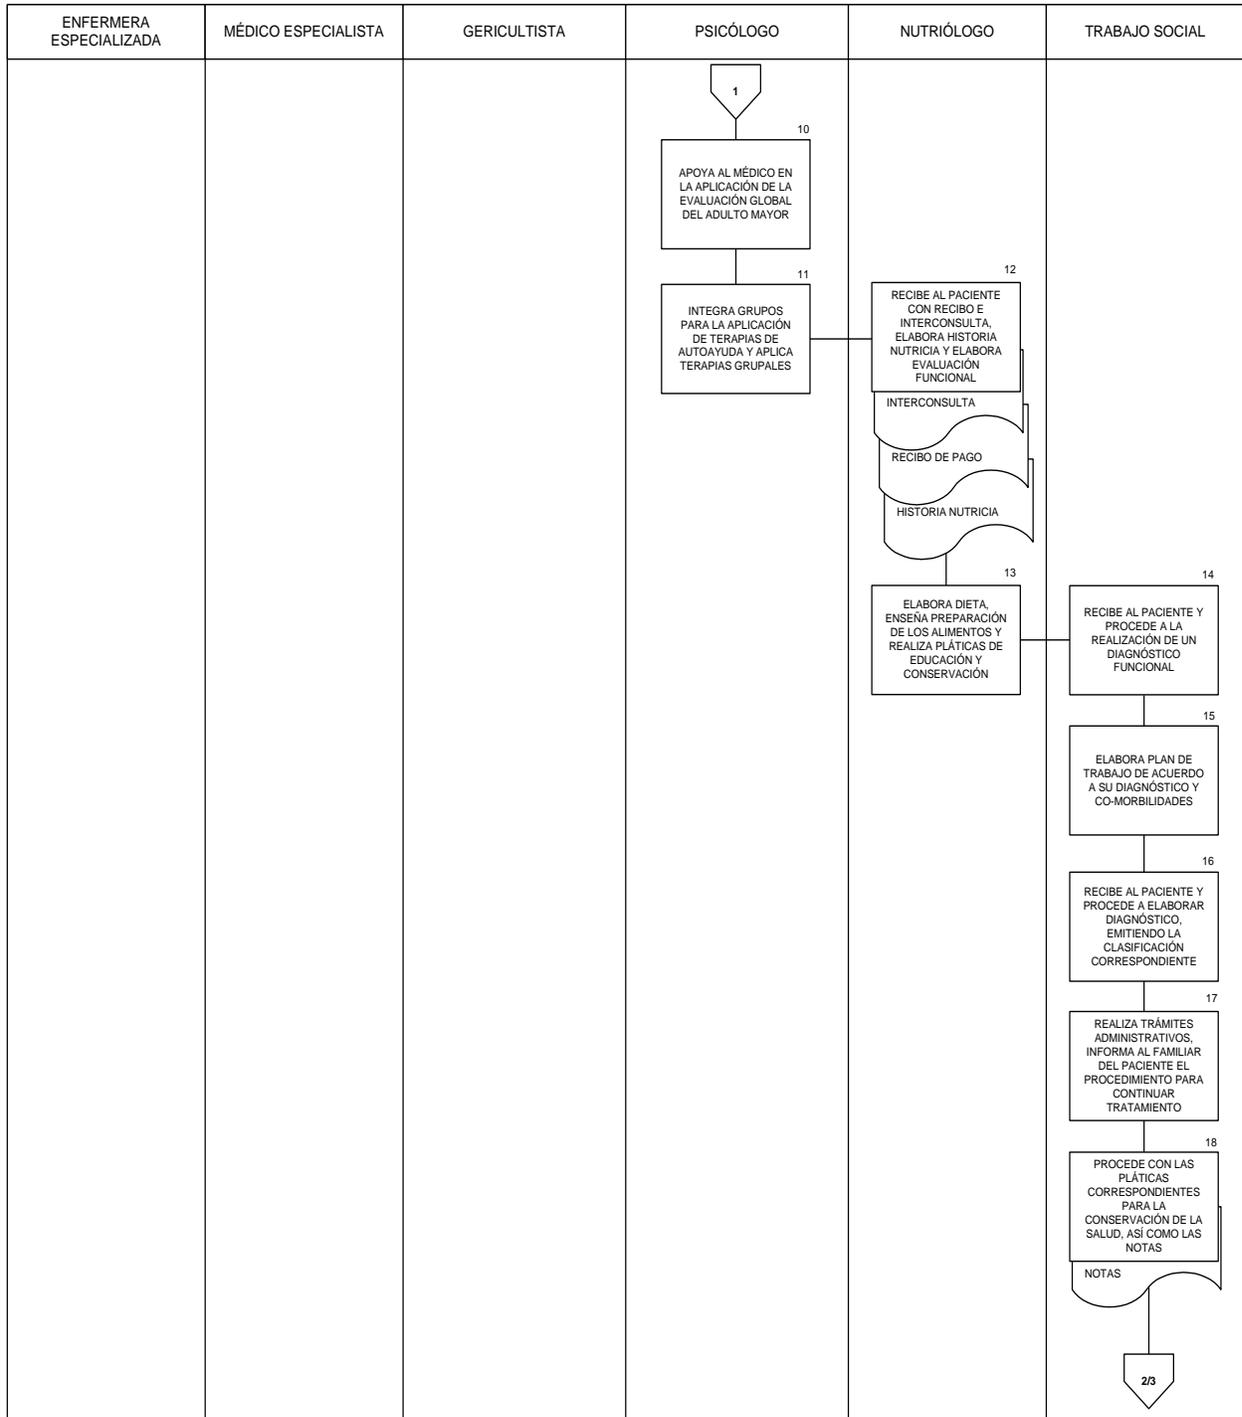 ENFERMERA
ESPECIALIZADA
MÉDICO ESPECIALISTA
GERICULTISTA
PSICÓLOGO
NUTRIÓLOGO
TRABAJO SOCIAL
1
10
APOYA AL MÉDICO EN
LA APLICACIÓN DE LA
EVALUACIÓN GLOBAL
DEL ADULTO MAYOR
11
INTEGRA GRUPOS
PARA LA APLICACIÓN
DE TERAPIAS DE
AUTOAYUDA Y APLICA
TERAPIAS GRUPALES
12
RECIBE AL PACIENTE
CON RECIBO E
INTERCONSULTA,
ELABORA HISTORIA
NUTRICIA Y ELABORA
EVALUACIÓN
FUNCIONAL
INTERCONSULTA
RECIBO DE PAGO
HISTORIA NUTRICIA
13
ELABORA DIETA,
ENSEÑA PREPARACIÓN
DE LOS ALIMENTOS Y
REALIZA PLÁTICAS DE
EDUCACIÓN Y
CONSERVACIÓN
14
RECIBE AL PACIENTE Y
PROCEDE A LA
REALIZACIÓN DE UN
DIAGNÓSTICO
FUNCIONAL
15
ELABORA PLAN DE
TRABAJO DE ACUERDO
A SU DIAGNÓSTICO Y
CO-MORBILIDADES
16
RECIBE AL PACIENTE Y
PROCEDE A ELABORAR
DIAGNÓSTICO,
EMITIENDO LA
CLASIFICACIÓN
CORRESPONDIENTE
17
REALIZA TRÁMITES
ADMINISTRATIVOS,
INFORMA AL FAMILIAR
DEL PACIENTE EL
PROCEDIMIENTO PARA
CONTINUAR
TRATAMIENTO
18
PROCEDE CON LAS
PLÁTICAS
CORRESPONDIENTES
PARA LA
CONSERVACIÓN DE LA
SALUD, ASÍ COMO LAS
NOTAS
NOTAS
2/3